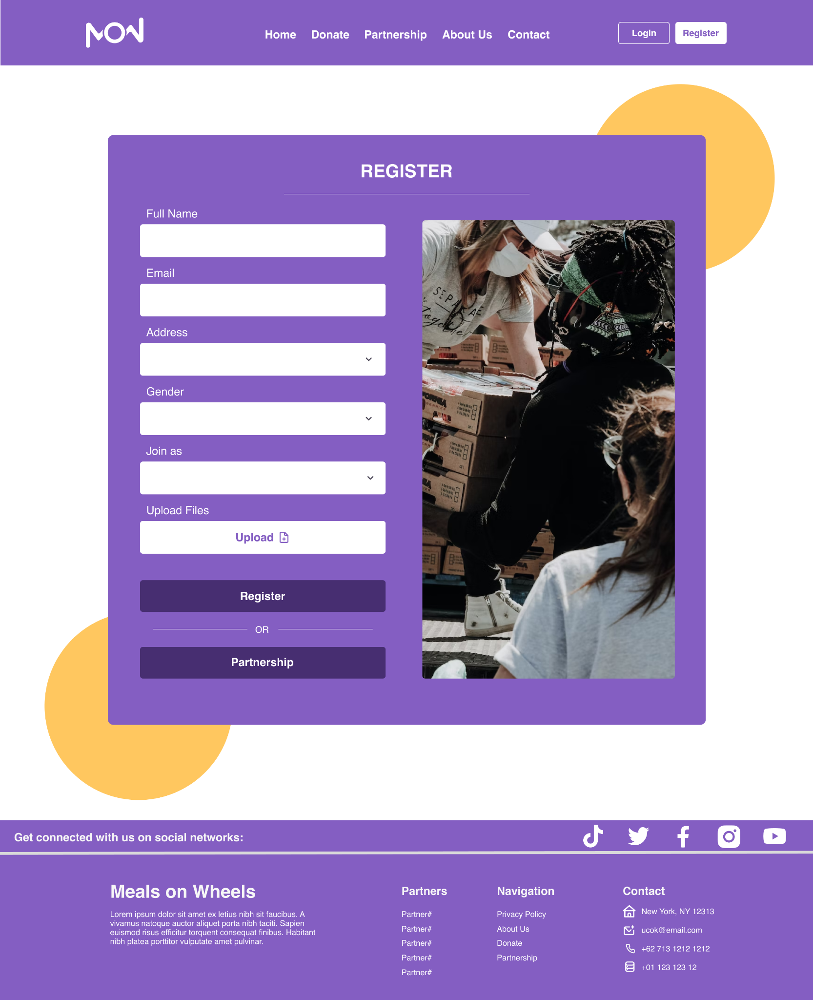 MOW
Home Donate Partnership About Us Contact
Login Register
REGISTER
Full Name
Email
Address
Gender
Join as
Upload Files
Upload
Register
OR
Partnership
SEPARAE
together
Get connected with us on social networks:
Meals on Wheels
Lorem ipsum dolor sit amet ex letius nibh sit faucibus. A
vivamus natoque auctor aliquet porta nibh taciti. Sapien
euismod risus efficitur torquent consequat finibus. Habitant
nibh platea porttitor vulputate amet pulvinar.
Partners
Partner#
Partner#
Partner#
Partner#
Partner#
Navigation
Privacy Policy
About Us
Donate
Partnership
Contact
New York, NY 12313
ucok@email.com
+62 713 1212 1212
+01 123 123 12